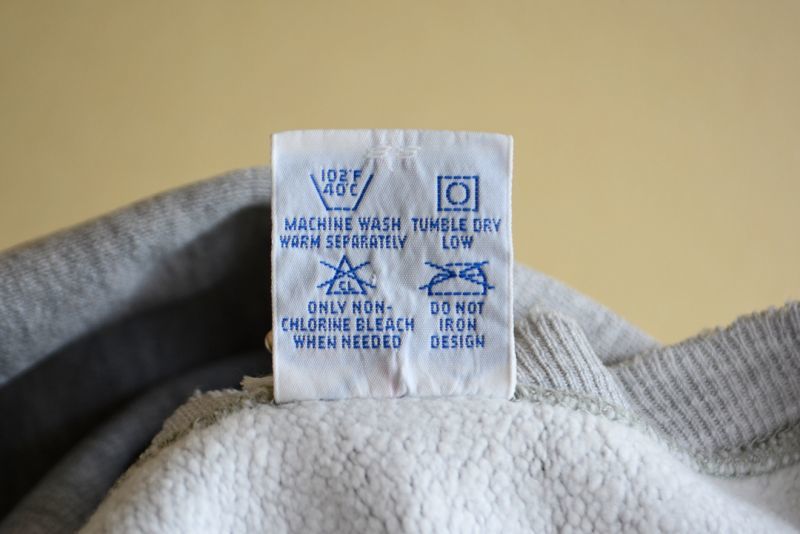 102°F
40°C
MACHINE WASH
WARM SEPARATELY
TUMBLE DRY
LOW
CL
ONLY NON-
CHLORINE BLEACH
WHEN NEEDED
DO NOT
IRON
DESIGN